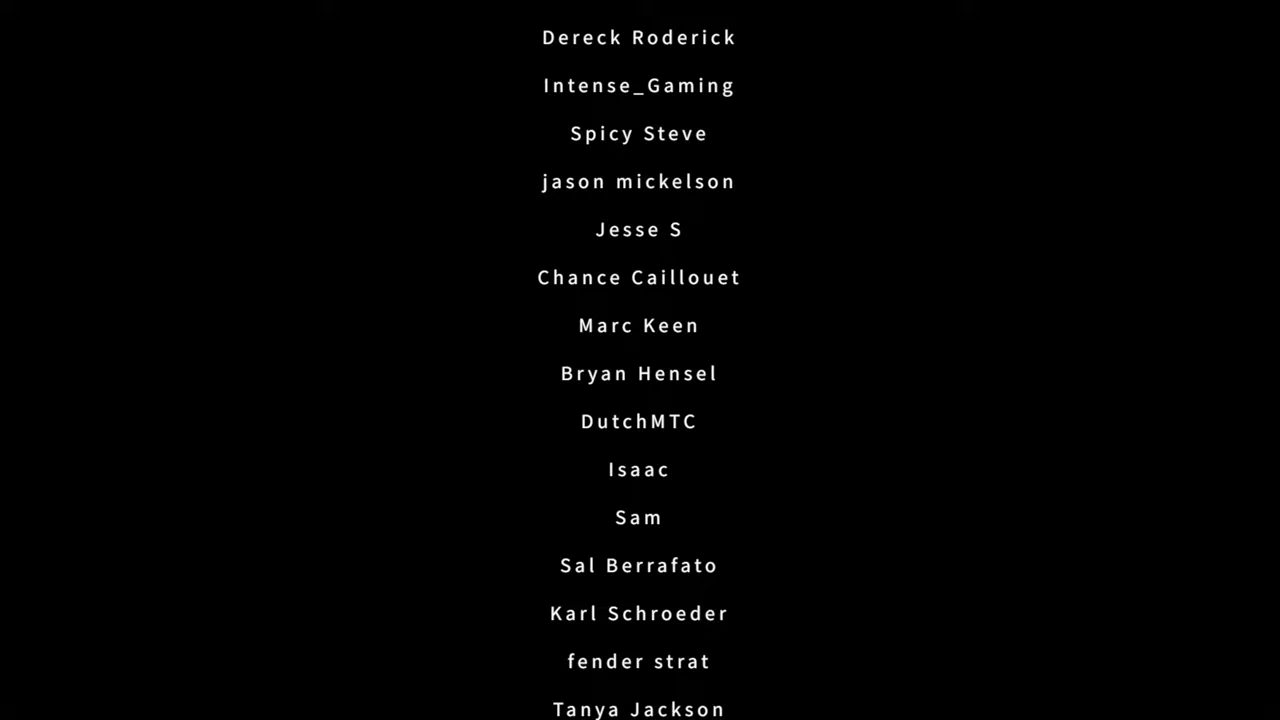 Dereck Roderick
Intense_Gaming
Spicy Steve
jason mickelson
Jesse S
Chance Caillouet
Marc Keen
Bryan Hensel
DutchMTC
Isaac
Sam
Sal Berrafato
Karl Schroeder
fender strat
Tanya Jackson